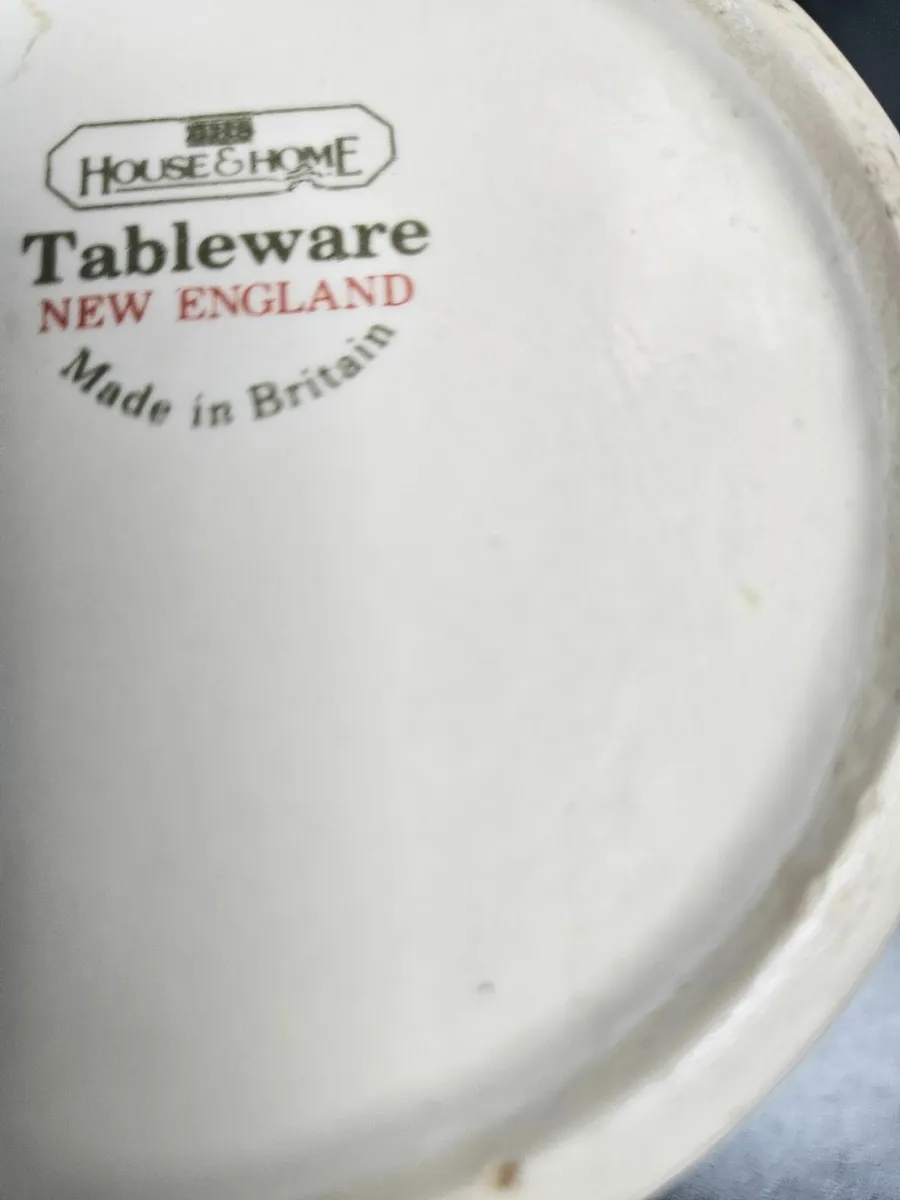 HOUSE & HOME
Tableware
NEW ENGLAND
Made in Britain